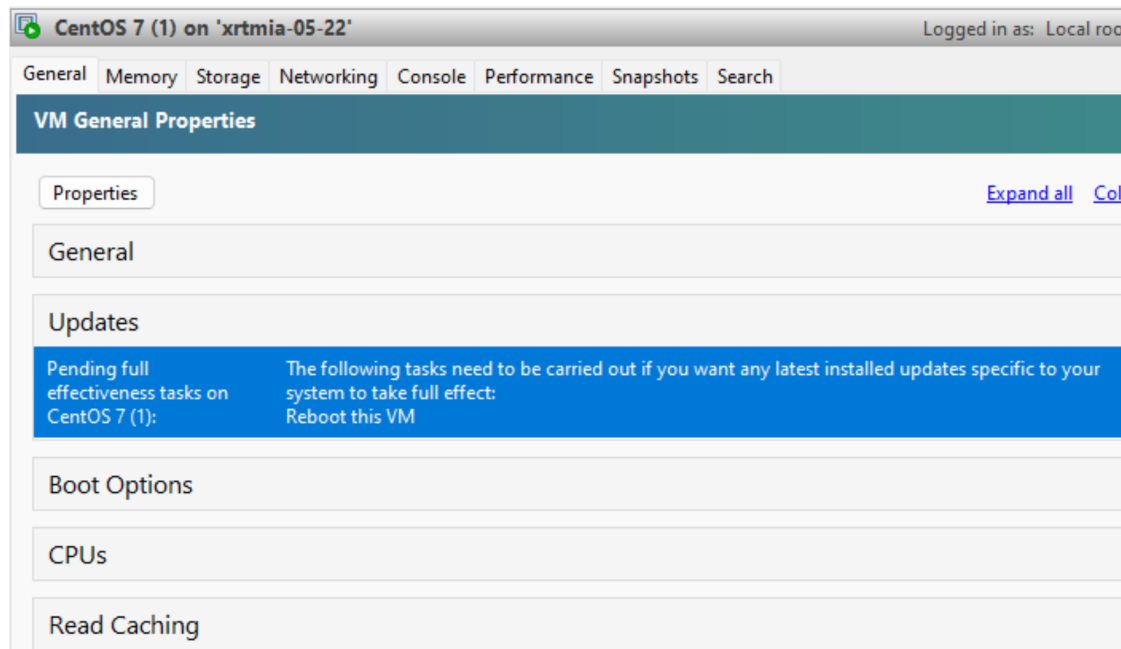 CentOS 7 (1) on 'xrtmia-05-22' Logged in as: Local
General Memory Storage Networking Console Performance Snapshots Search
VM General Properties
Properties Expand all
General
Updates
Pending full effectiveness tasks on CentOS 7 (1):
The following tasks need to be carried out if you want any latest installed updates specific to your
system to take full effect:
Reboot this VM
Boot Options
CPUs
Read Caching